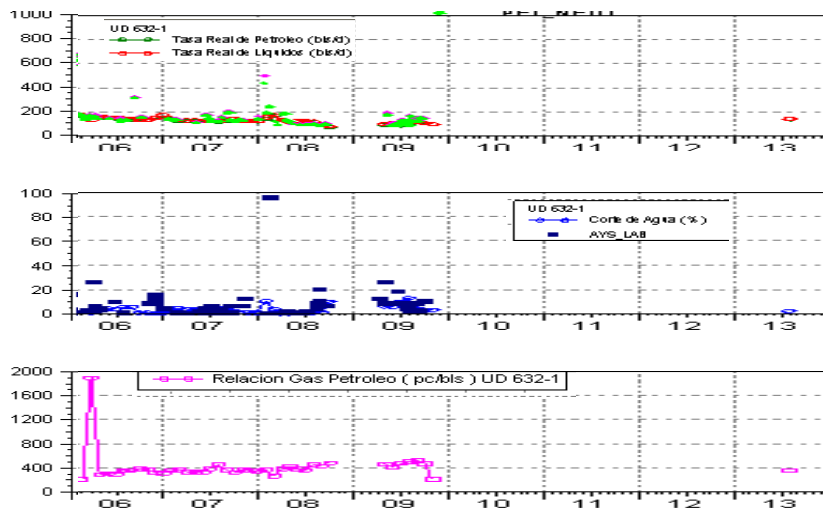 1000
UD 632-1
Tasa Real de Petroleo (bls/d)
Tasa Real de Liquidos (bls/d)
800
600
400
200
0
06 07 08 09 10 11 12 13
100
UD 632-1
Corte de Agua (%)
AYS_LAB
80
60
40
20
0
06 07 08 09 10 11 12 13
2000
Relacion Gas Petroleo ( pc/bls ) UD 632-1
1600
1200
800
400
0
06 07 08 09 10 11 12 13